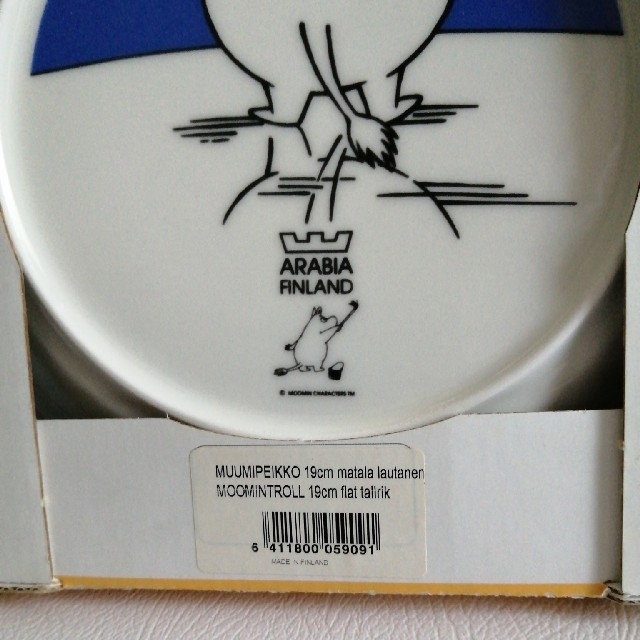 ARABIA
FINLAND
© MOOMIN CHARACTERS TM
MUUMIPEIKKO 19cm matala lautanen
MOOMINTROLL 19cm flat tallrik
6 411800 059091
MADE IN FINLAND